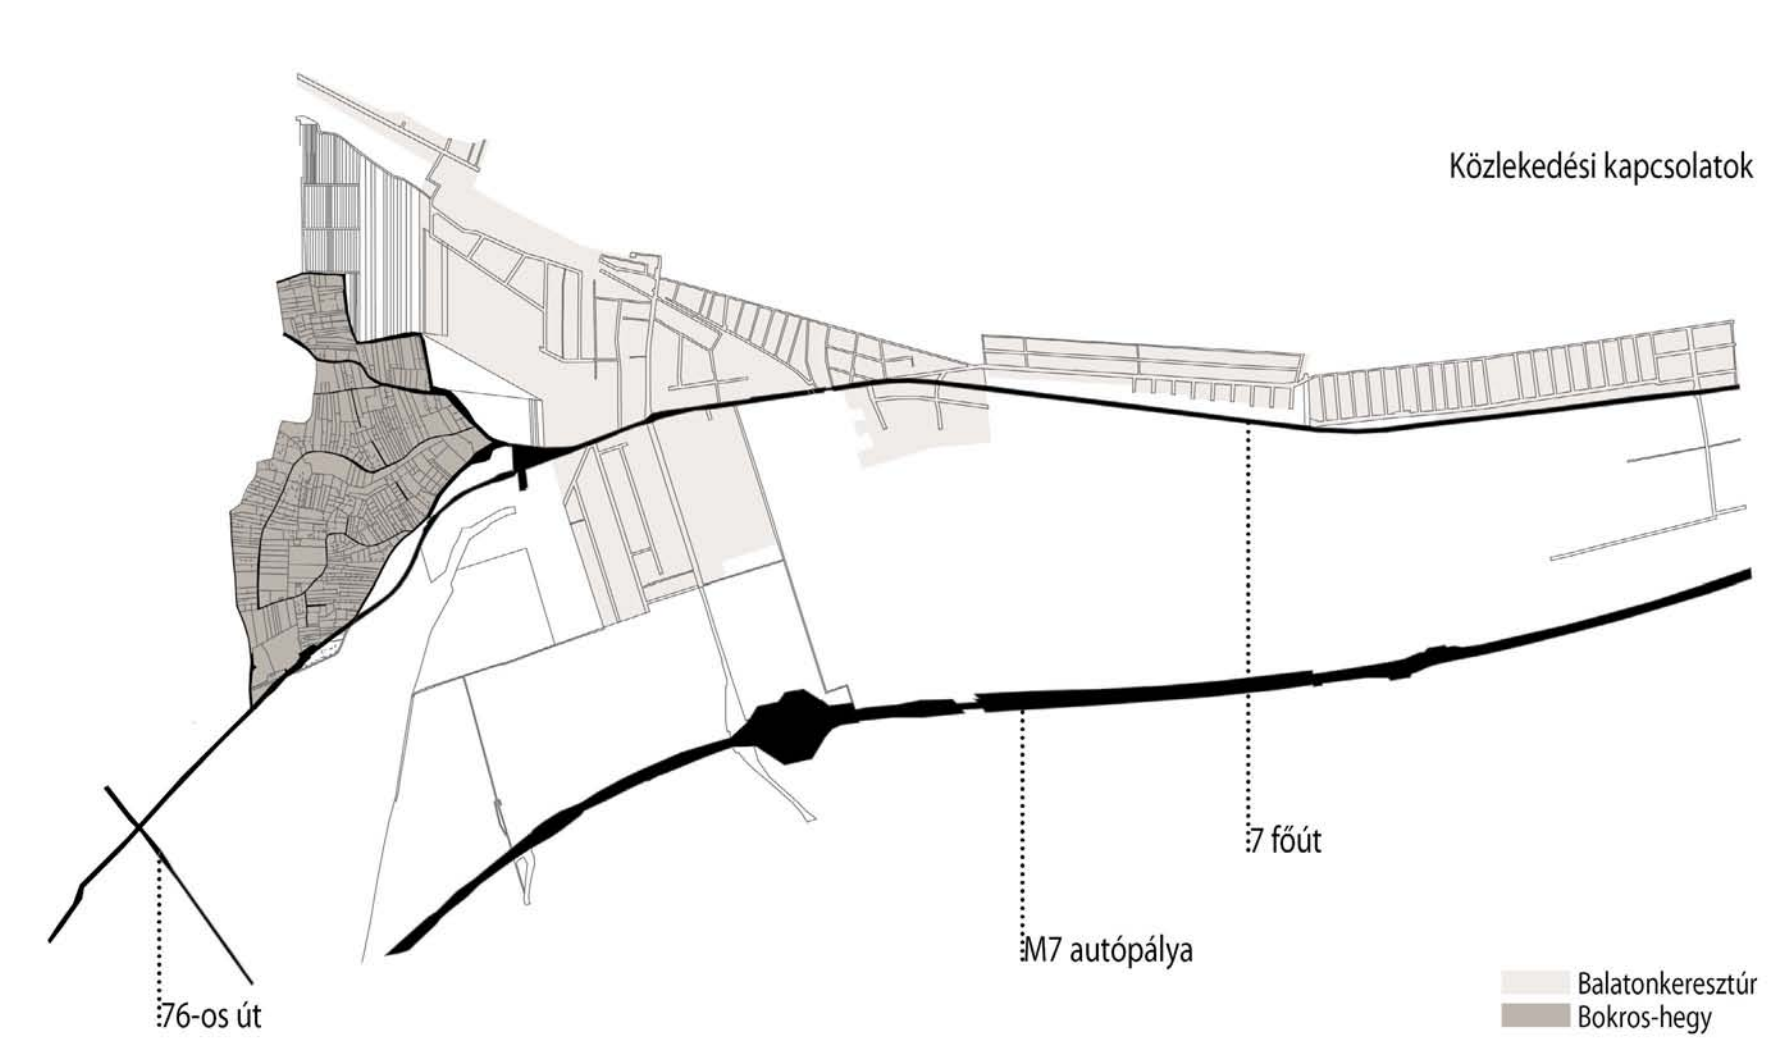 Közlekedési kapcsolatok
7 főút
M7 autópálya
76-os út
Balatonkeresztúr
Bokros-hegy